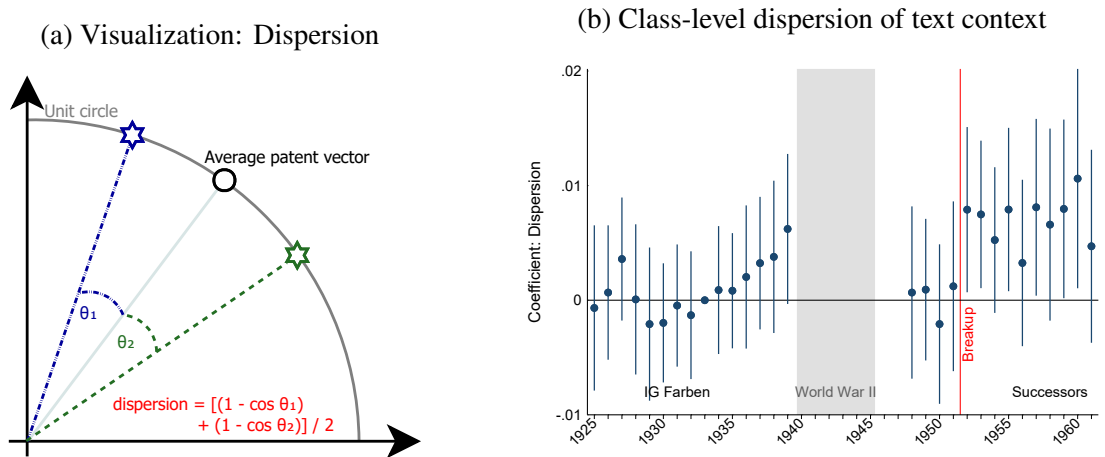 (a) Visualization: Dispersion
Unit circle
Average patent vector
θ₁
θ₂
dispersion = [(1 - cos θ₁)
+ (1 - cos θ₂)] / 2
(b) Class-level dispersion of text context
Coefficient: Dispersion
.02
.01
0
-.01
IG Farben
World War II
Breakup
Successors
1925
1930
1935
1940
1945
1950
1955
1960